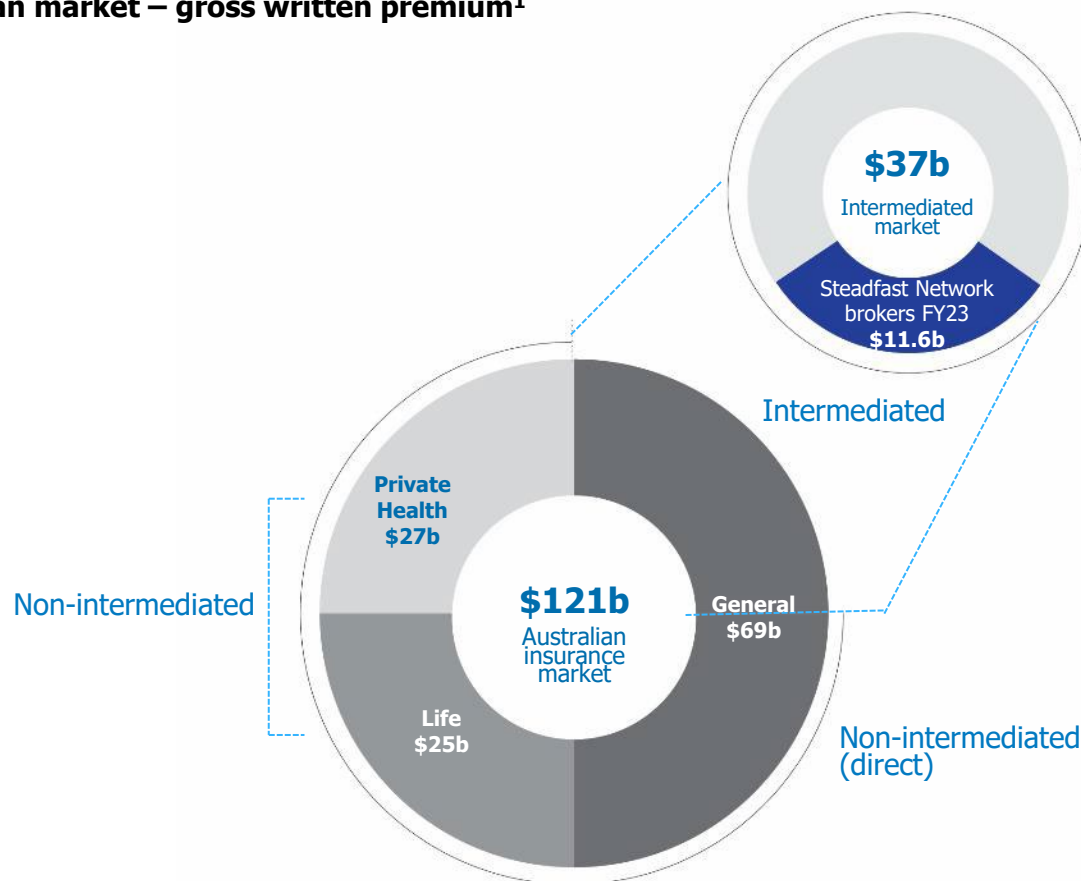 an market – gross written premium¹
$37b
Intermediated
market
Steadfast Network
brokers FY23
$11.6b
Intermediated
Private
Health
$27b
Non-intermediated
$121b
Australian
insurance
market
General
$69b
Life
$25b
Non-intermediated
(direct)